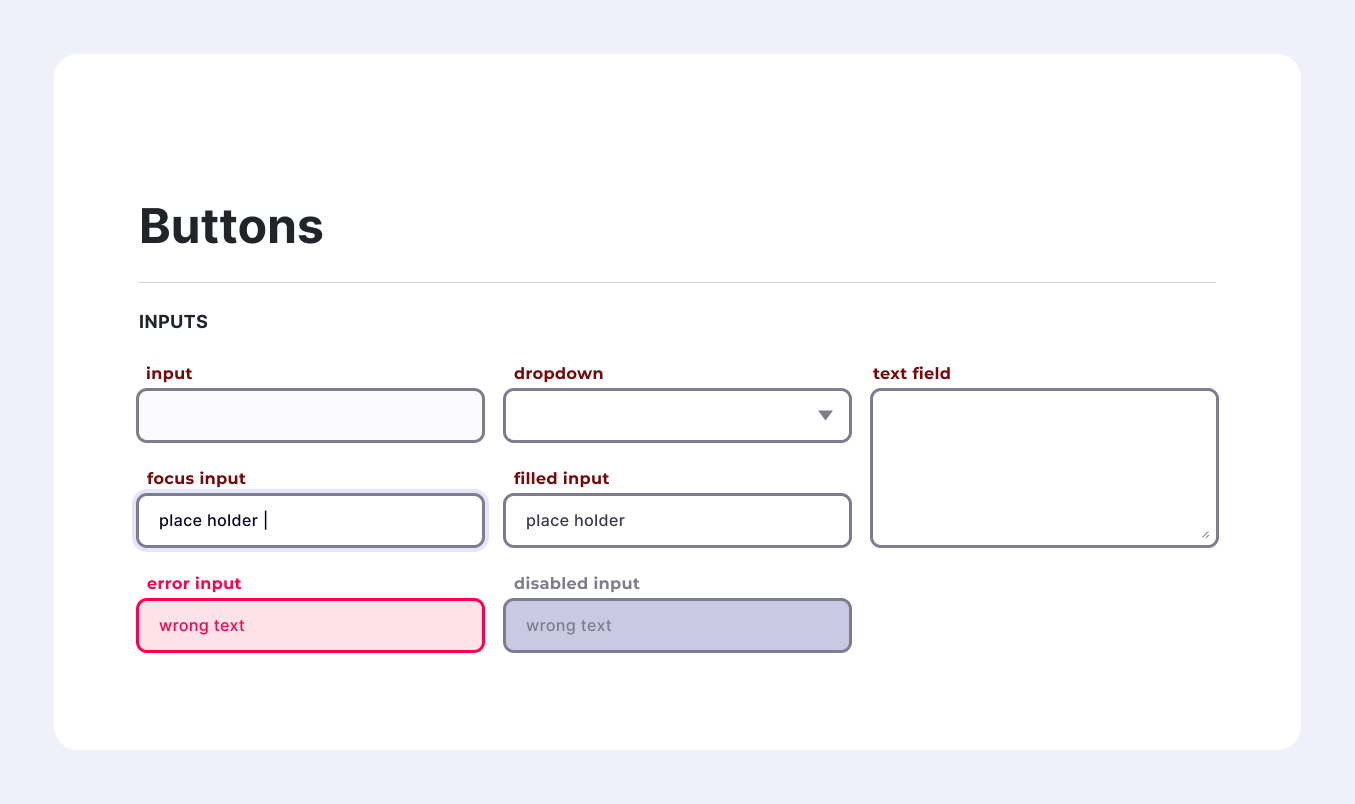 Buttons
INPUTS
input
dropdown
text field
focus input
filled input
place holder |
place holder
error input
disabled input
wrong text
wrong text